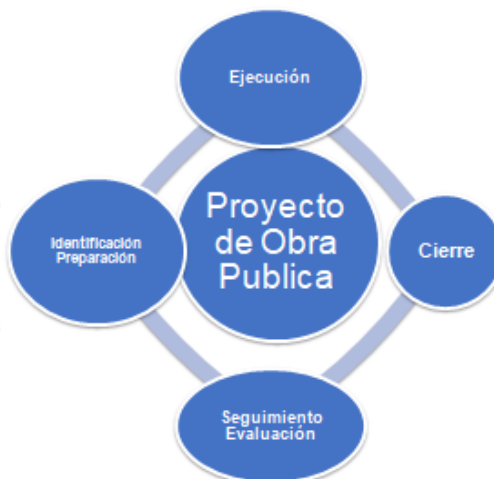 Ejecución
Identificación
Preparación
Proyecto
de Obra
Publica
Cierre
Seguimiento
Evaluación